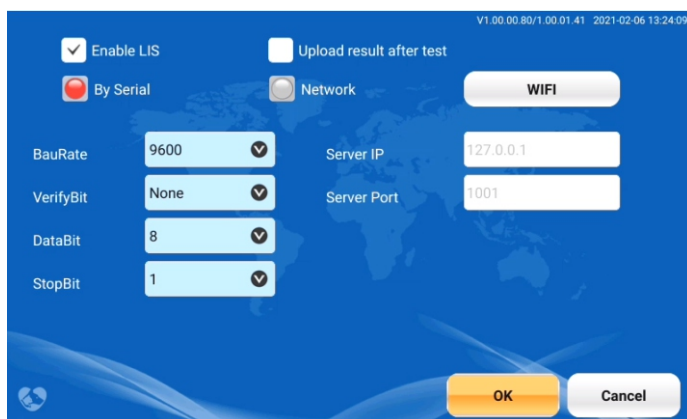 V1.00.00.80/1.00.01.41 2021-02-06 13:24:09
Enable LIS
Upload result after test
By Serial
Network
WIFI
BauRate
9600
Server IP
127.0.0.1
VerifyBit
None
Server Port
1001
DataBit
8
StopBit
1
OK
Cancel